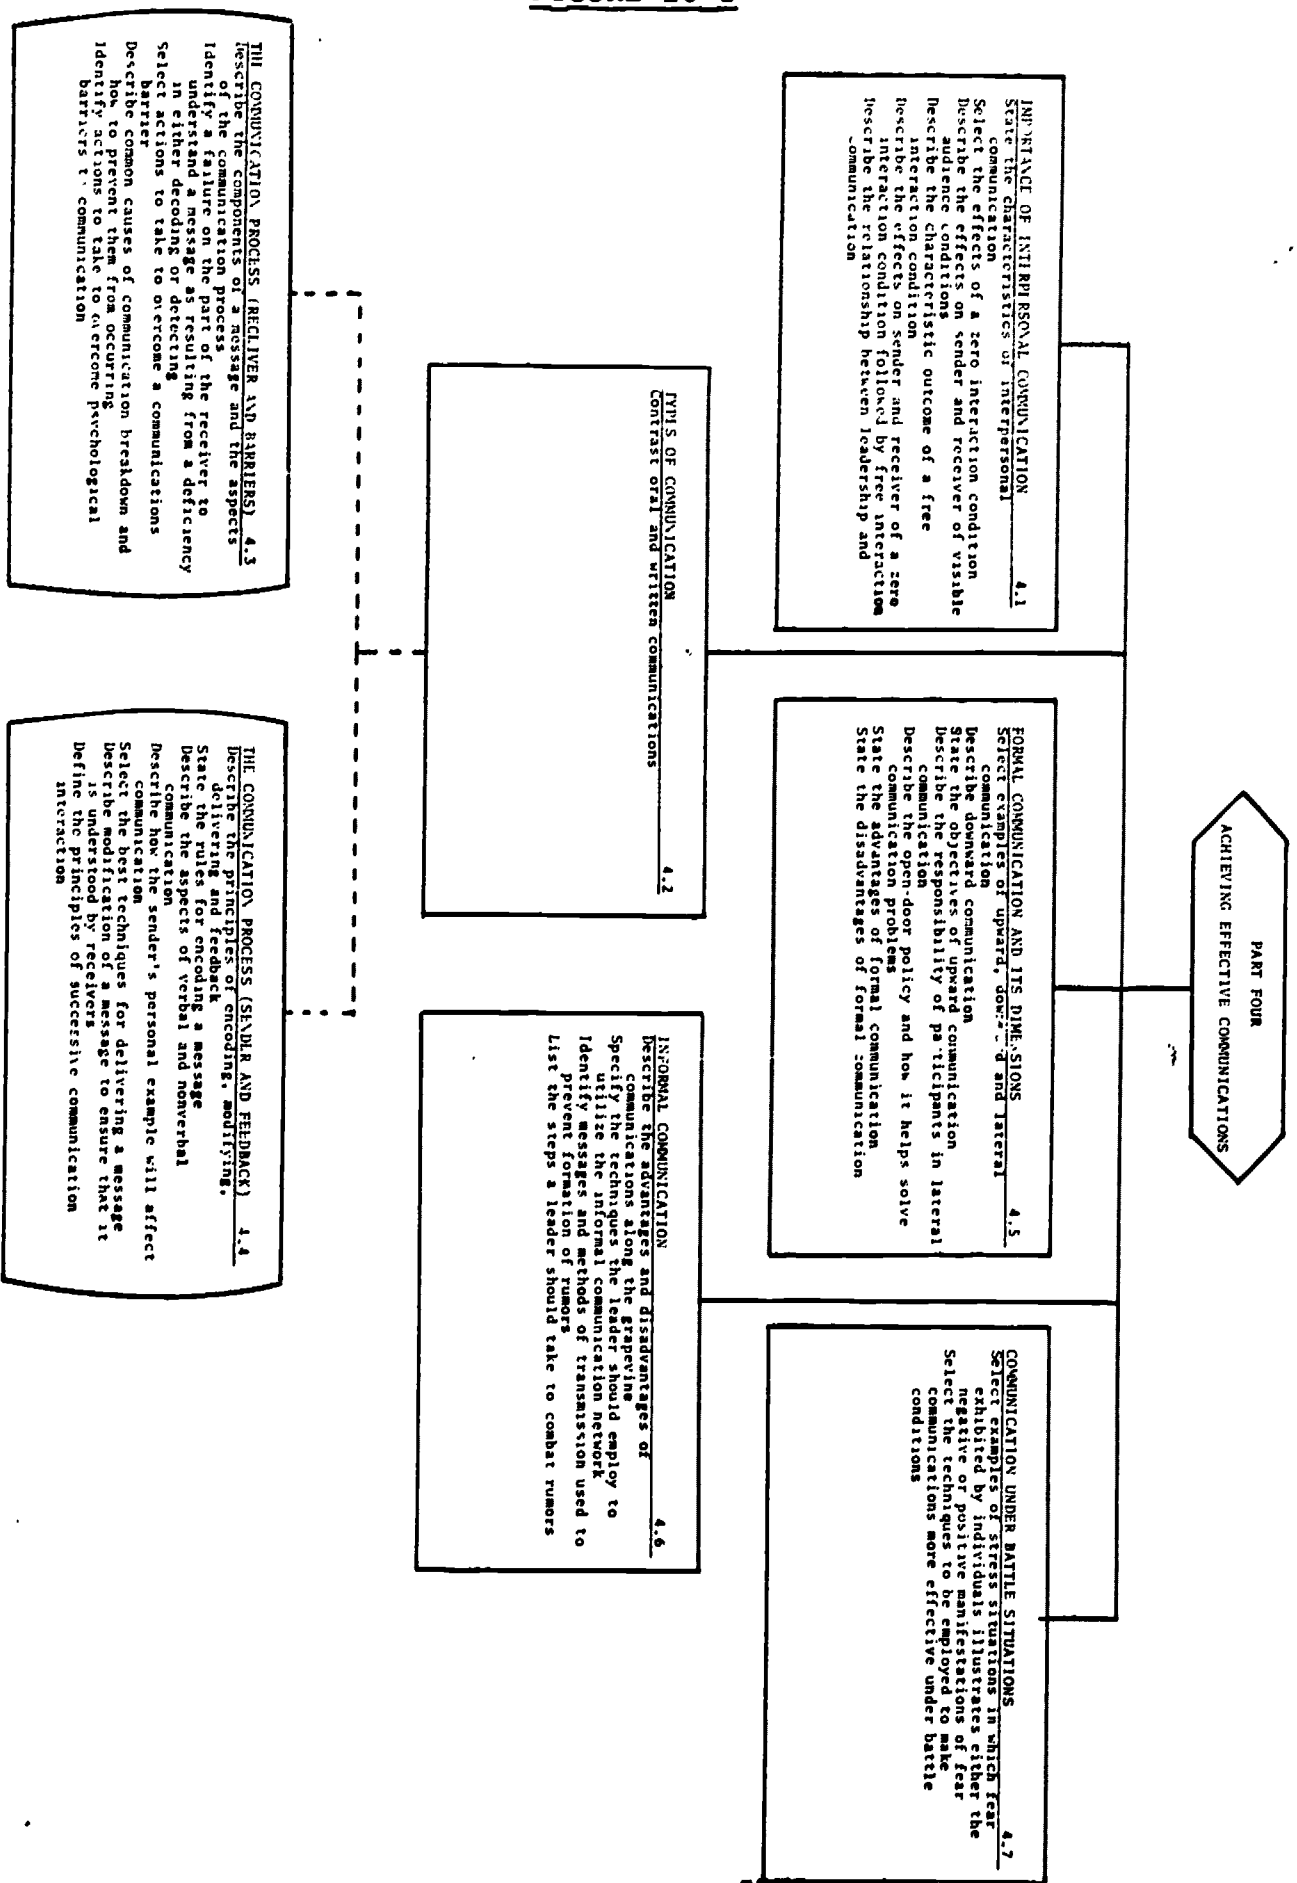 PART FOUR
ACHIEVING EFFECTIVE COMMUNICATIONS
IMPORTANCE OF INTERPERSONAL COMMUNICATION 4.1
State the characteristics of interpersonal
communication
Select the effects of a zero interaction condition
Describe the effects on sender and receiver of visible
audience conditions
Describe the characteristic outcome of a free
interaction condition
Describe the effects on sender and receiver of a zero
interaction condition followed by free interaction
Describe the relationship between leadership and
communication
FORMAL COMMUNICATION AND ITS DIMENSIONS 4.5
Select examples of upward, downward and lateral
communication
Describe downward communication
State the objectives of upward communication
Describe the responsibility of participants in lateral
communication
Describe the open-door policy and how it helps solve
communication problems
State the advantages of formal communication
State the disadvantages of formal communication
COMMUNICATION UNDER BATTLE SITUATIONS 4.7
Select examples of stress situations in which fear
exhibited by individuals illustrates either the
negative or positive manifestations of fear
Select the techniques to be employed to make
communications more effective under battle
conditions
TYPES OF COMMUNICATION 4.2
Contrast oral and written communications
INFORMAL COMMUNICATION 4.6
Describe the advantages and disadvantages of
communications along the grapevine
Specify the techniques the leader should employ to
utilize the informal communication network
Identify messages and methods of transmission used to
prevent formation of rumors
List the steps a leader should take to combat rumors
THE COMMUNICATION PROCESS (RECEIVER AND BARRIERS) 4.3
Describe the components of a message and the aspects
of the communication process
Identify a failure on the part of the receiver to
understand a message as resulting from a deficiency
in either decoding or detecting
Select actions to take to overcome a communications
barrier
Describe common causes of communication breakdown and
how to prevent them from occurring
Identify actions to take to overcome psychological
barriers to communication
THE COMMUNICATION PROCESS (SENDER AND FEEDBACK) 4.4
Describe the principles of encoding, modifying,
delivering and feedback
State the rules for encoding a message
Describe the aspects of verbal and nonverbal
communication
Describe how the sender's personal example will affect
communication
Select the best techniques for delivering a message
Describe modification of a message to ensure that it
is understood by receivers
Define the principles of successive communication
interaction